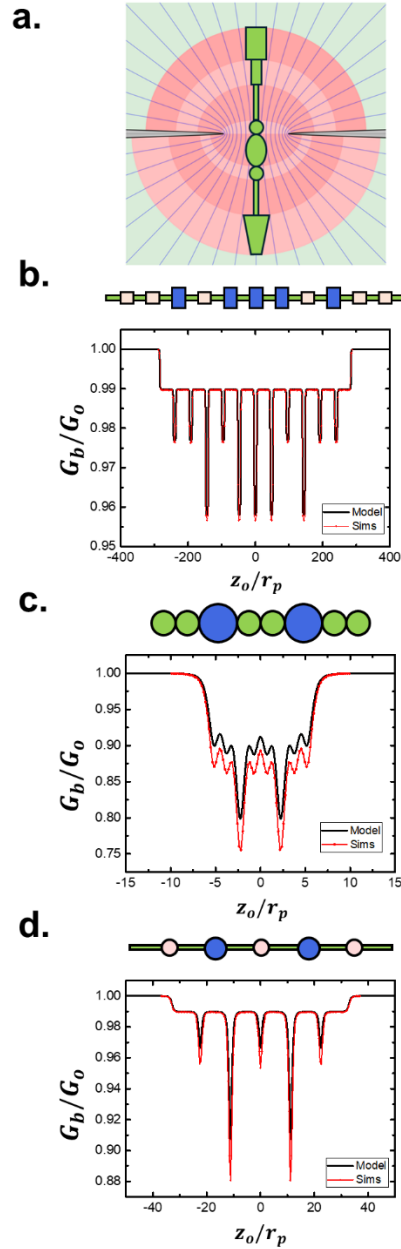 a.
b.
1.00
0.99
0.98
0.97
0.96
0.95
G_b/G_o
-400 -200 0 200 400
z_o/r_p
Model
Sims
c.
1.00
0.90
0.85
0.80
0.75
G_b/G_o
-15 -10 -5 0 5 10 15
z_o/r_p
Model
Sims
d.
1.00
0.98
0.96
0.94
0.92
0.90
0.88
G_b/G_o
-40 -20 0 20 40
z_o/r_p
Model
Sims